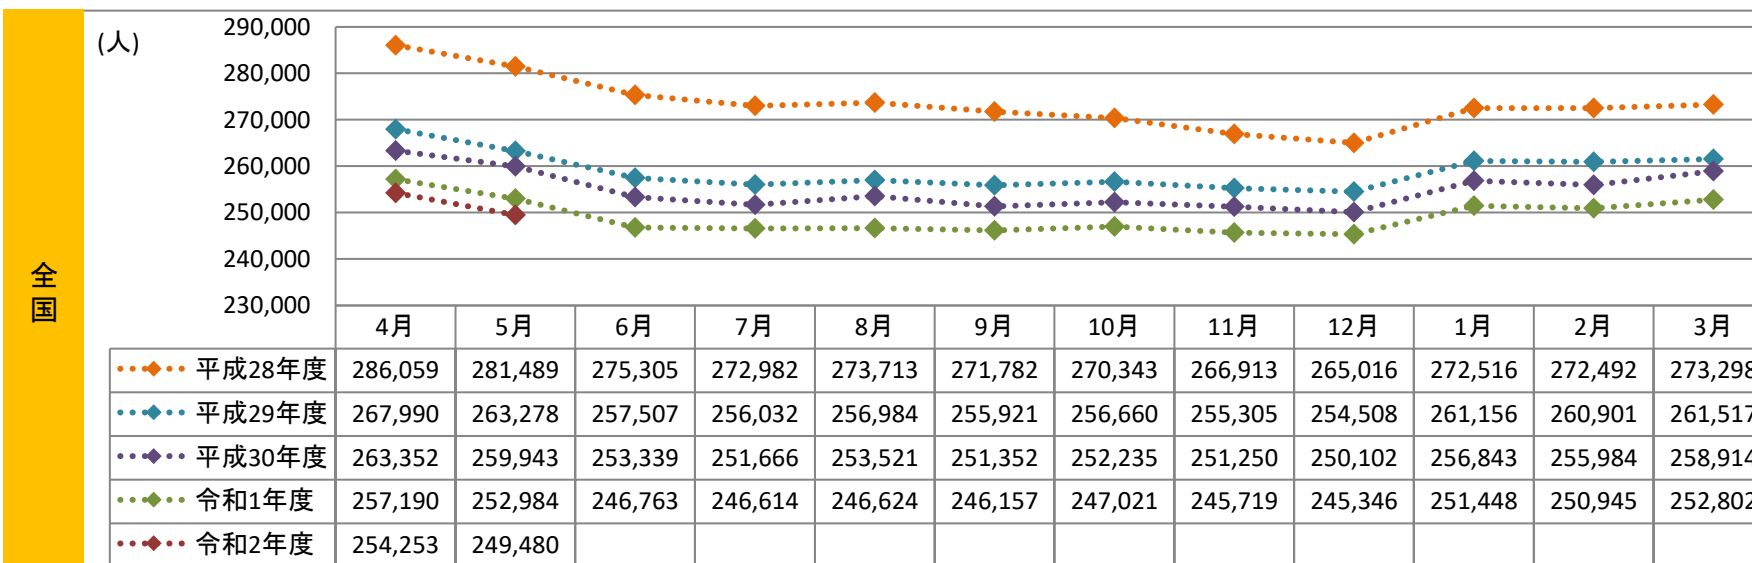 全国
(人)
290,000
280,000
270,000
260,000
250,000
240,000
230,000
4月 5月 6月 7月 8月 9月 10月 11月 12月 1月 2月 3月
平成28年度 286,059 281,489 275,305 272,982 273,713 271,782 270,343 266,913 265,016 272,516 272,492 273,298
平成29年度 267,990 263,278 257,507 256,032 256,984 255,921 256,660 255,305 254,508 261,156 260,901 261,517
平成30年度 263,352 259,943 253,339 251,666 253,521 251,352 252,235 251,250 250,102 256,843 255,984 258,914
令和1年度 257,190 252,984 246,763 246,614 246,624 246,157 247,021 245,719 245,346 251,448 250,945 252,802
令和2年度 254,253 249,480